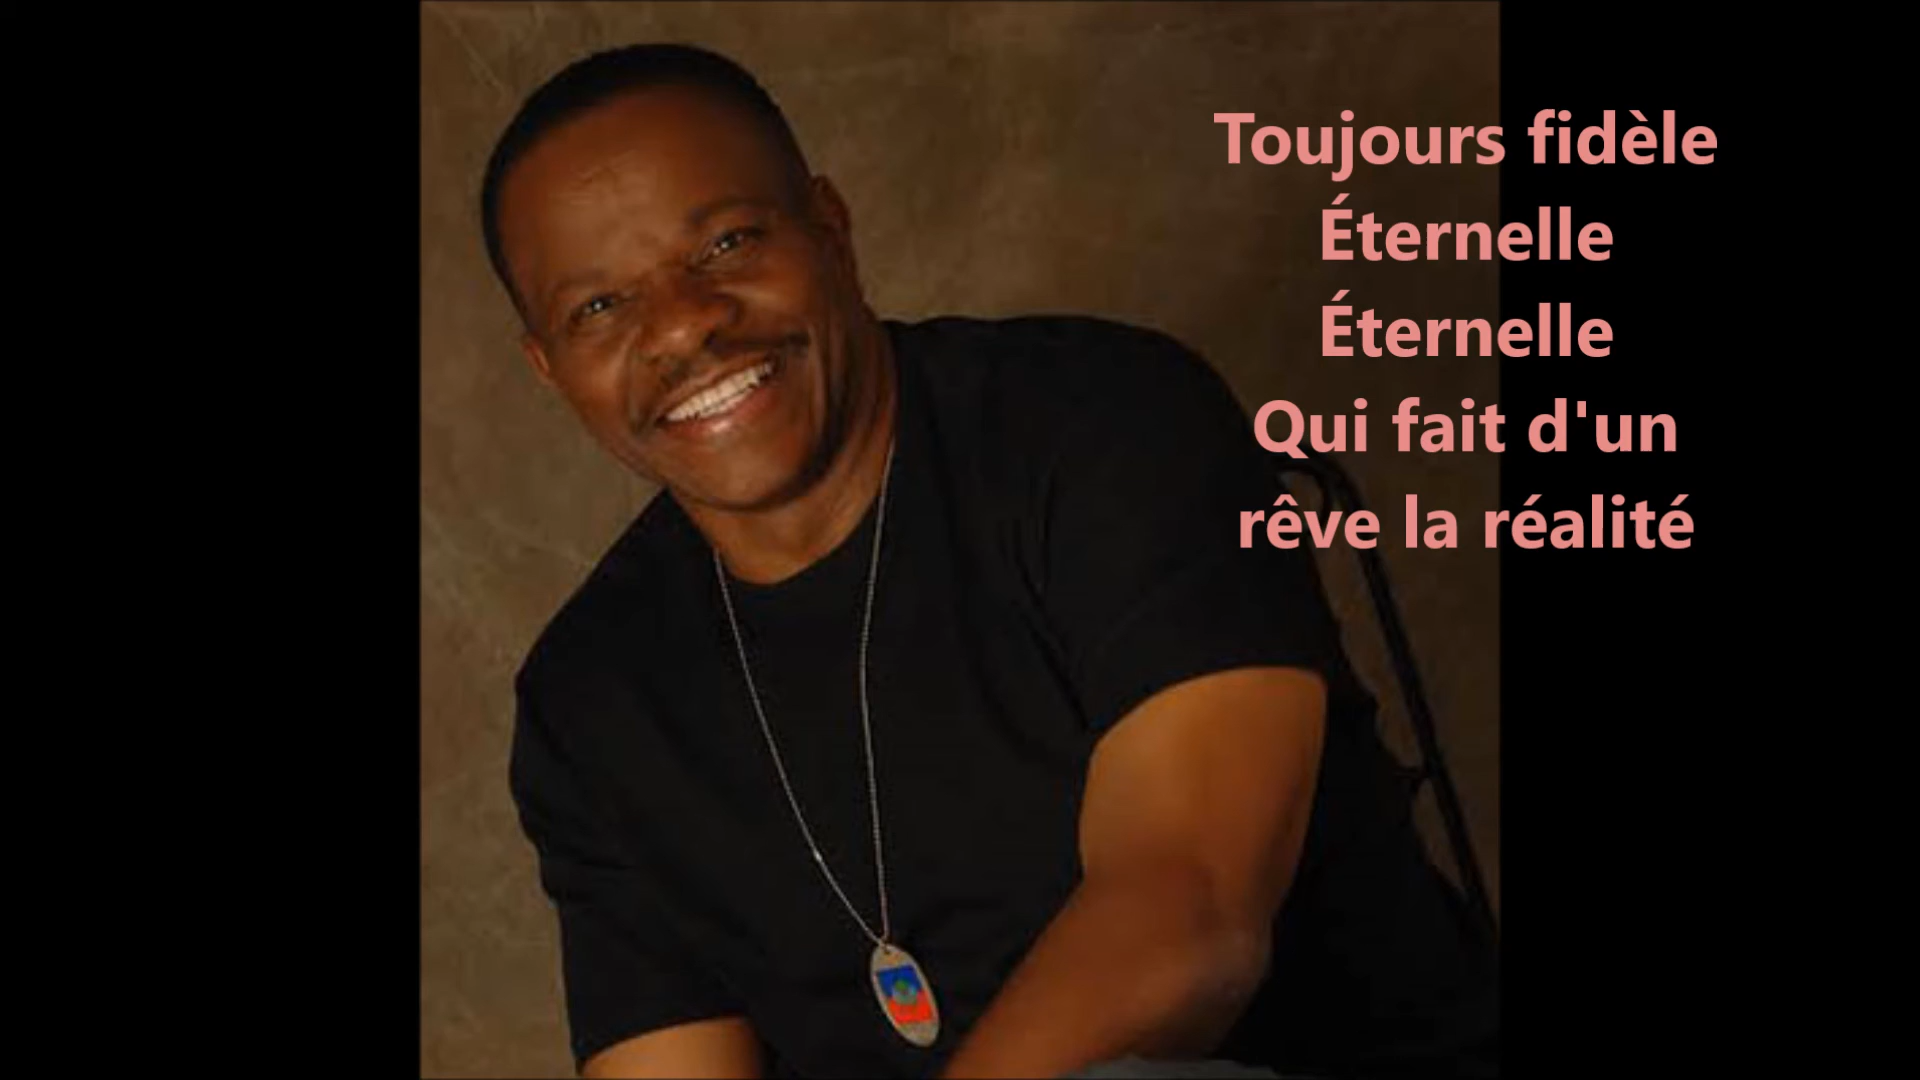 Toujours fidèle
Éternelle
Éternelle
Qui fait d'un
rêve la réalité